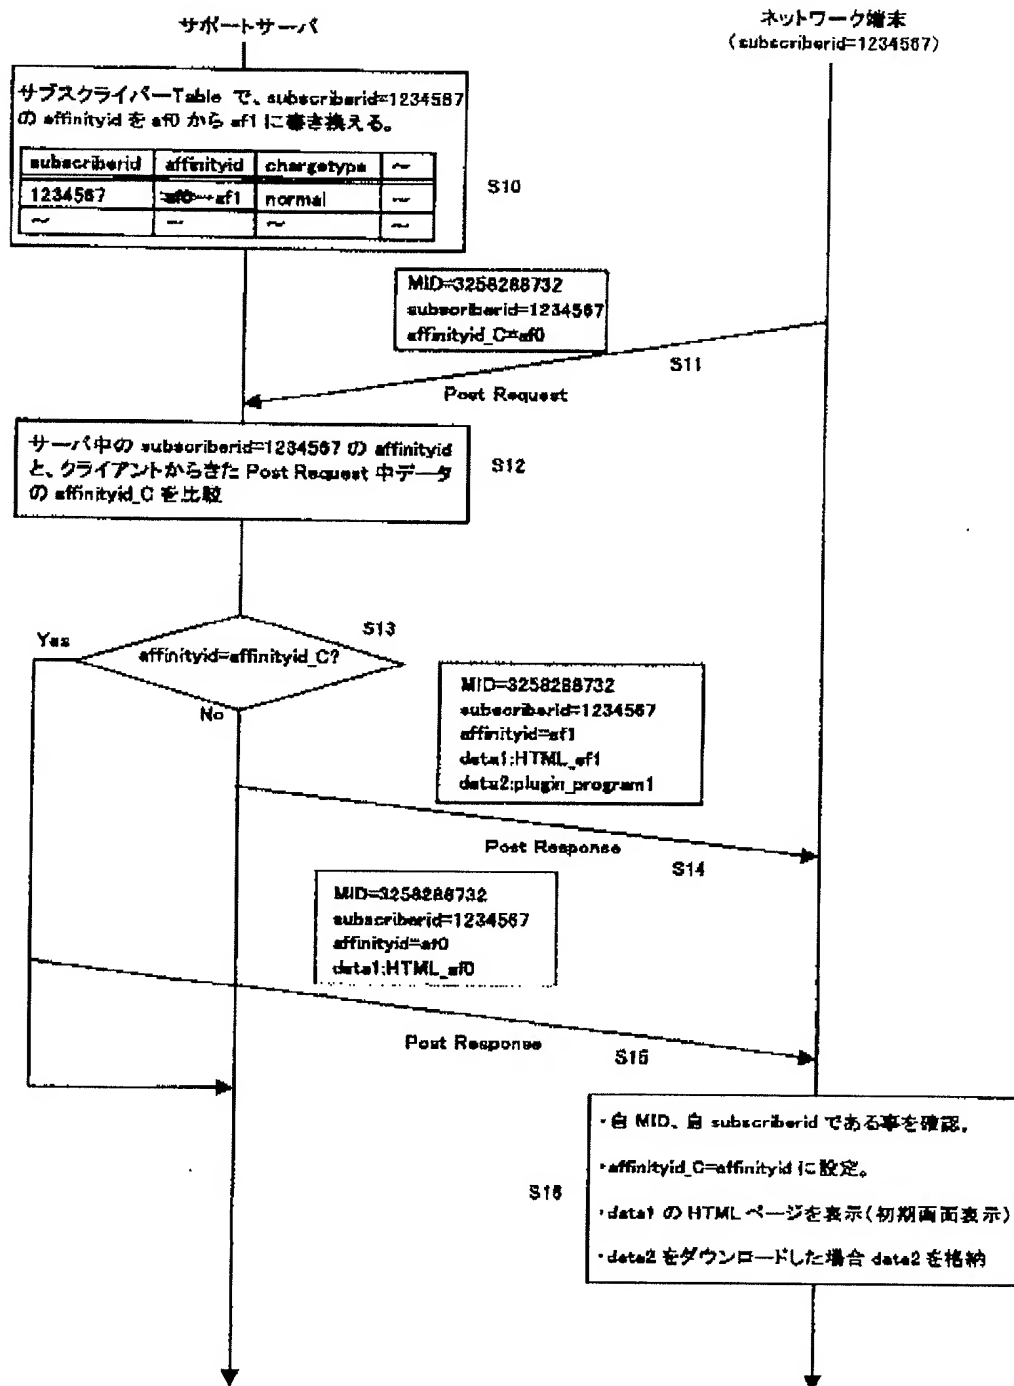 サポートサーバ
ネットワーク端末
(subscriberid=1234567)
サブスクライバーTable で、subscriberid=1234567
の affinityid を af0 から af1 に書き換える。
subscriberid affinityid chargetype ～
1234567 af0→af1 normal ～
～ ～ ～ ～
S10
MID=3258288732
subscriberid=1234567
affinityid_C=af0
S11
Post Request
サーバ中の subscriberid=1234567 の affinityid
と、クライアントからきた Post Request 中データ
の affinityid_C を比較
S12
S13
Yes
affinityid=affinityid_C?
No
MID=3258288732
subscriberid=1234567
affinityid=af1
data1:HTML_af1
data2:plugin_program1
Post Response
S14
MID=3258288732
subscriberid=1234567
affinityid=af0
data1:HTML_af0
Post Response
S15
・自 MID、自 subscriberid である事を確認。
・affinityid_C=affinityid に設定。
S16
・data1 の HTML ページを表示(初期画面表示)
・data2 をダウンロードした場合 data2 を格納